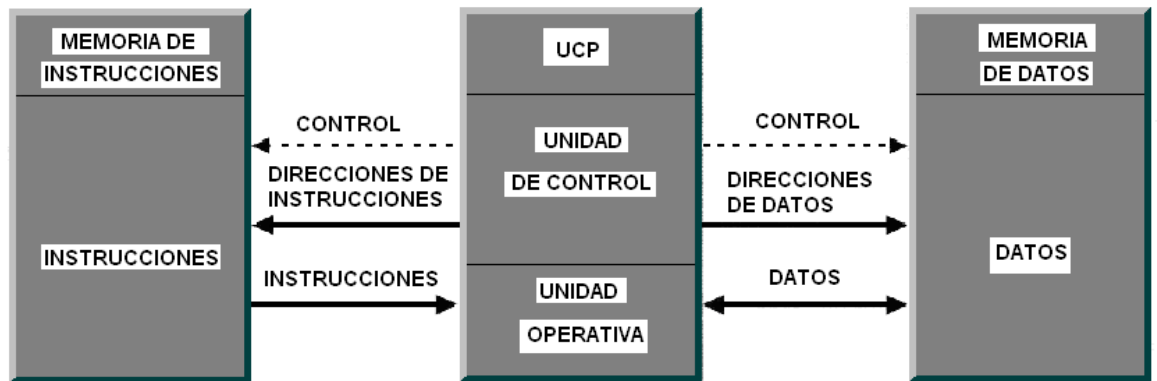 MEMORIA DE
INSTRUCCIONES
INSTRUCCIONES
CONTROL
DIRECCIONES DE
INSTRUCCIONES
INSTRUCCIONES
UCP
UNIDAD
DE CONTROL
UNIDAD
OPERATIVA
CONTROL
DIRECCIONES
DE DATOS
DATOS
MEMORIA
DE DATOS
DATOS